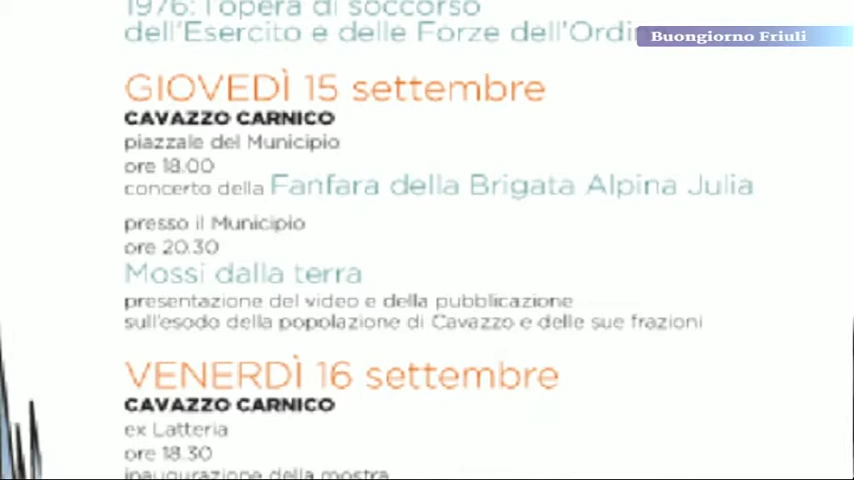 1976: l'opera di soccorso
dell'Esercito e delle Forze dell'Ordi
Buongiorno Friuli
GIOVEDÌ 15 settembre
CAVAZZO CARNICO
piazzale del Municipio
ore 18.00
concerto della Fanfara della Brigata Alpina Julia
presso il Municipio
ore 20.30
Mossi dalla terra
presentazione del video e della pubblicazione
sull'esodo della popolazione di Cavazzo e delle sue frazioni
VENERDÌ 16 settembre
CAVAZZO CARNICO
ex Latteria
ore 18.30
inaugurazione della mostra